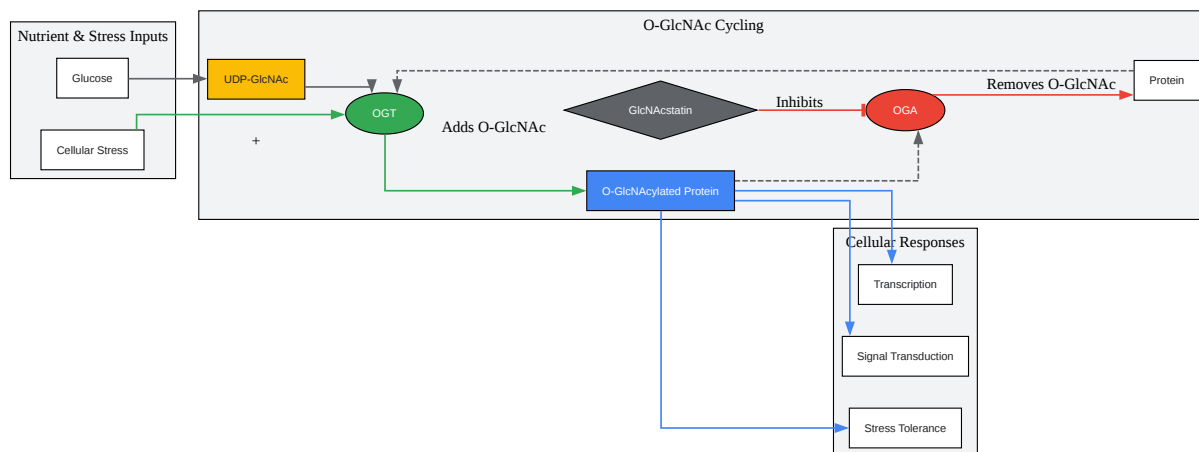 Nutrient & Stress Inputs
O-GlcNAc Cycling
Glucose
UDP-GlcNAc
Protein
Removes O-GlcNAc
GlcNAcstatin
Inhibits
OGA
OGT
Adds O-GlcNAc
+
Cellular Stress
O-GlcNAcylated Protein
Cellular Responses
Transcription
Signal Transduction
Stress Tolerance